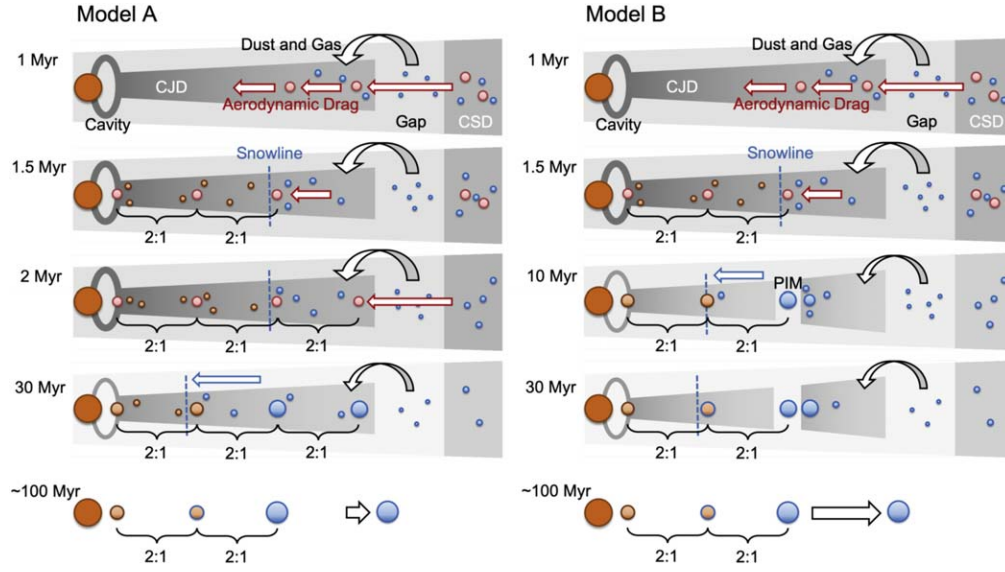 Model A
1 Myr
Dust and Gas
CJD
Aerodynamic Drag
Cavity
Gap
CSD
1.5 Myr
Snowline
2:1
2:1
2 Myr
2:1
2:1
2:1
30 Myr
2:1
2:1
2:1
~100 Myr
2:1
2:1
Model B
1 Myr
Dust and Gas
CJD
Aerodynamic Drag
Cavity
Gap
CSD
1.5 Myr
Snowline
2:1
2:1
10 Myr
PIM
2:1
2:1
30 Myr
2:1
2:1
~100 Myr
2:1
2:1